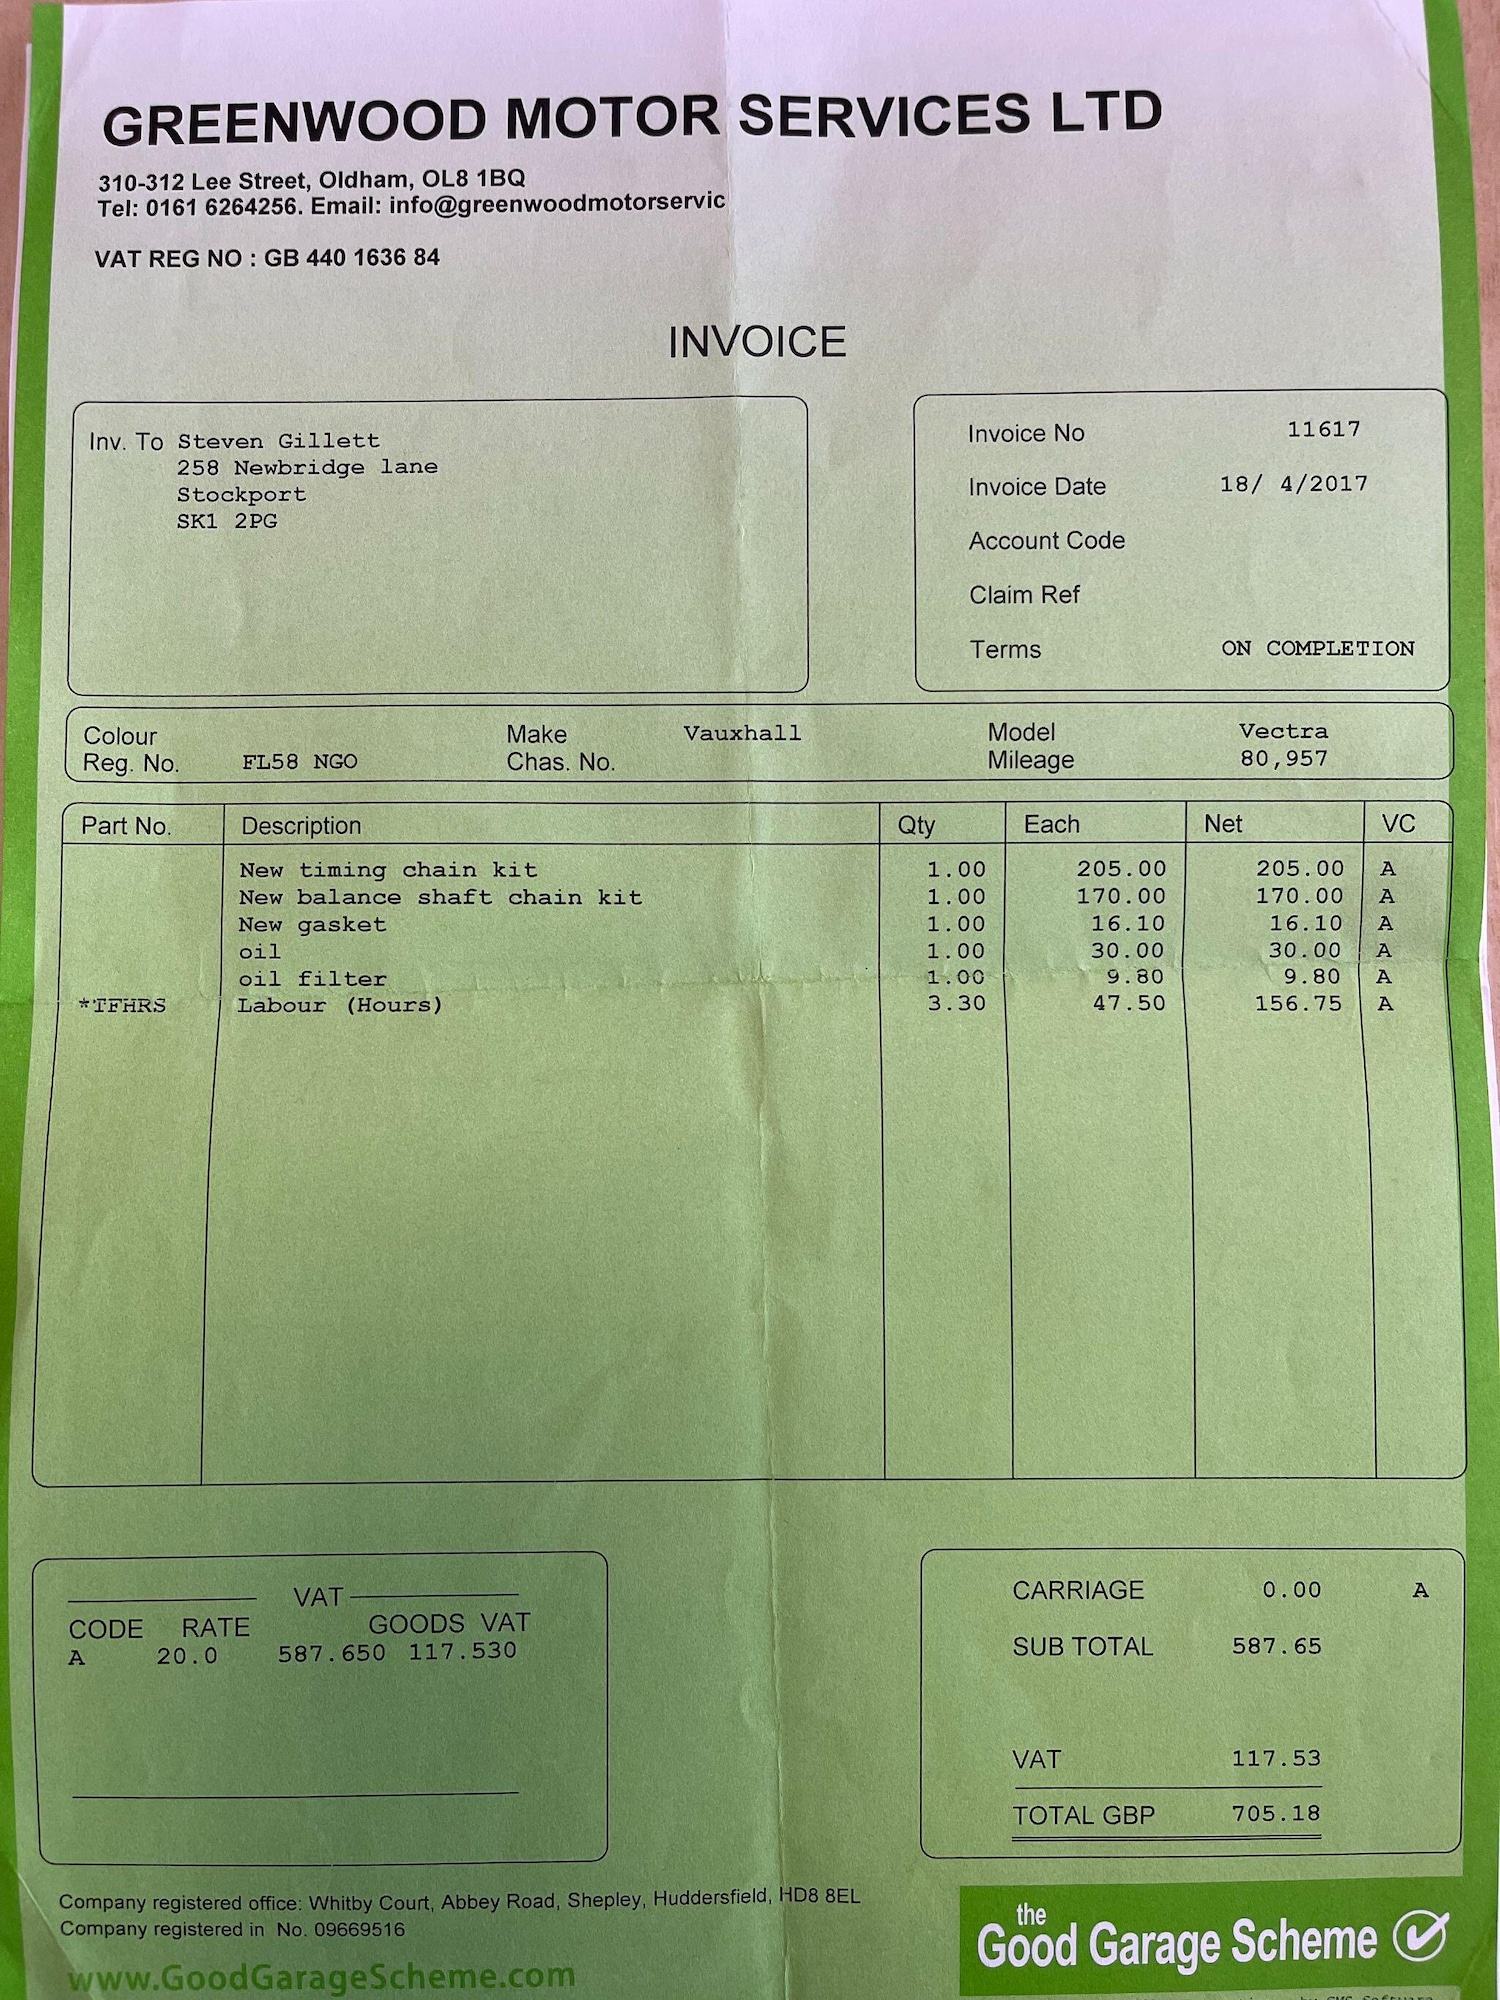 GREENWOOD MOTOR SERVICES LTD
310-312 Lee Street, Oldham, OL8 1BQ
Tel: 0161 6264256. Email: info@greenwoodmotorservic
VAT REG NO : GB 440 1636 84
INVOICE
Inv. To Steven Gillett
258 Newbridge lane
Stockport
SK1 2PG
Invoice No 11617
Invoice Date 18/ 4/2017
Account Code
Claim Ref
Terms ON COMPLETION
Colour Make Vauxhall Model Vectra
Reg. No. FL58 NGO Chas. No. Mileage 80,957
Part No. Description Qty Each Net VC
New timing chain kit 1.00 205.00 205.00 A
New balance shaft chain kit 1.00 170.00 170.00 A
New gasket 1.00 16.10 16.10 A
oil 1.00 30.00 30.00 A
oil filter 1.00 9.80 9.80 A
*TFHRS Labour (Hours) 3.30 47.50 156.75 A
VAT
CODE RATE GOODS VAT
A 20.0 587.650 117.530
CARRIAGE 0.00 A
SUB TOTAL 587.65
VAT 117.53
TOTAL GBP 705.18
Company registered office: Whitby Court, Abbey Road, Shepley, Huddersfield, HD8 8EL
Company registered in No. 09669516
www.GoodGarageScheme.com
the
Good Garage Scheme